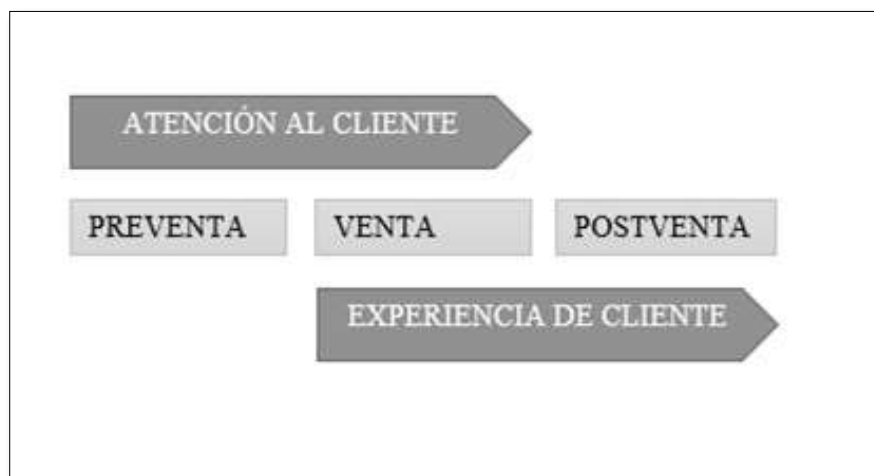 ATENCIÓN AL CLIENTE
PREVENTA
VENTA
POSTVENTA
EXPERIENCIA DE CLIENTE